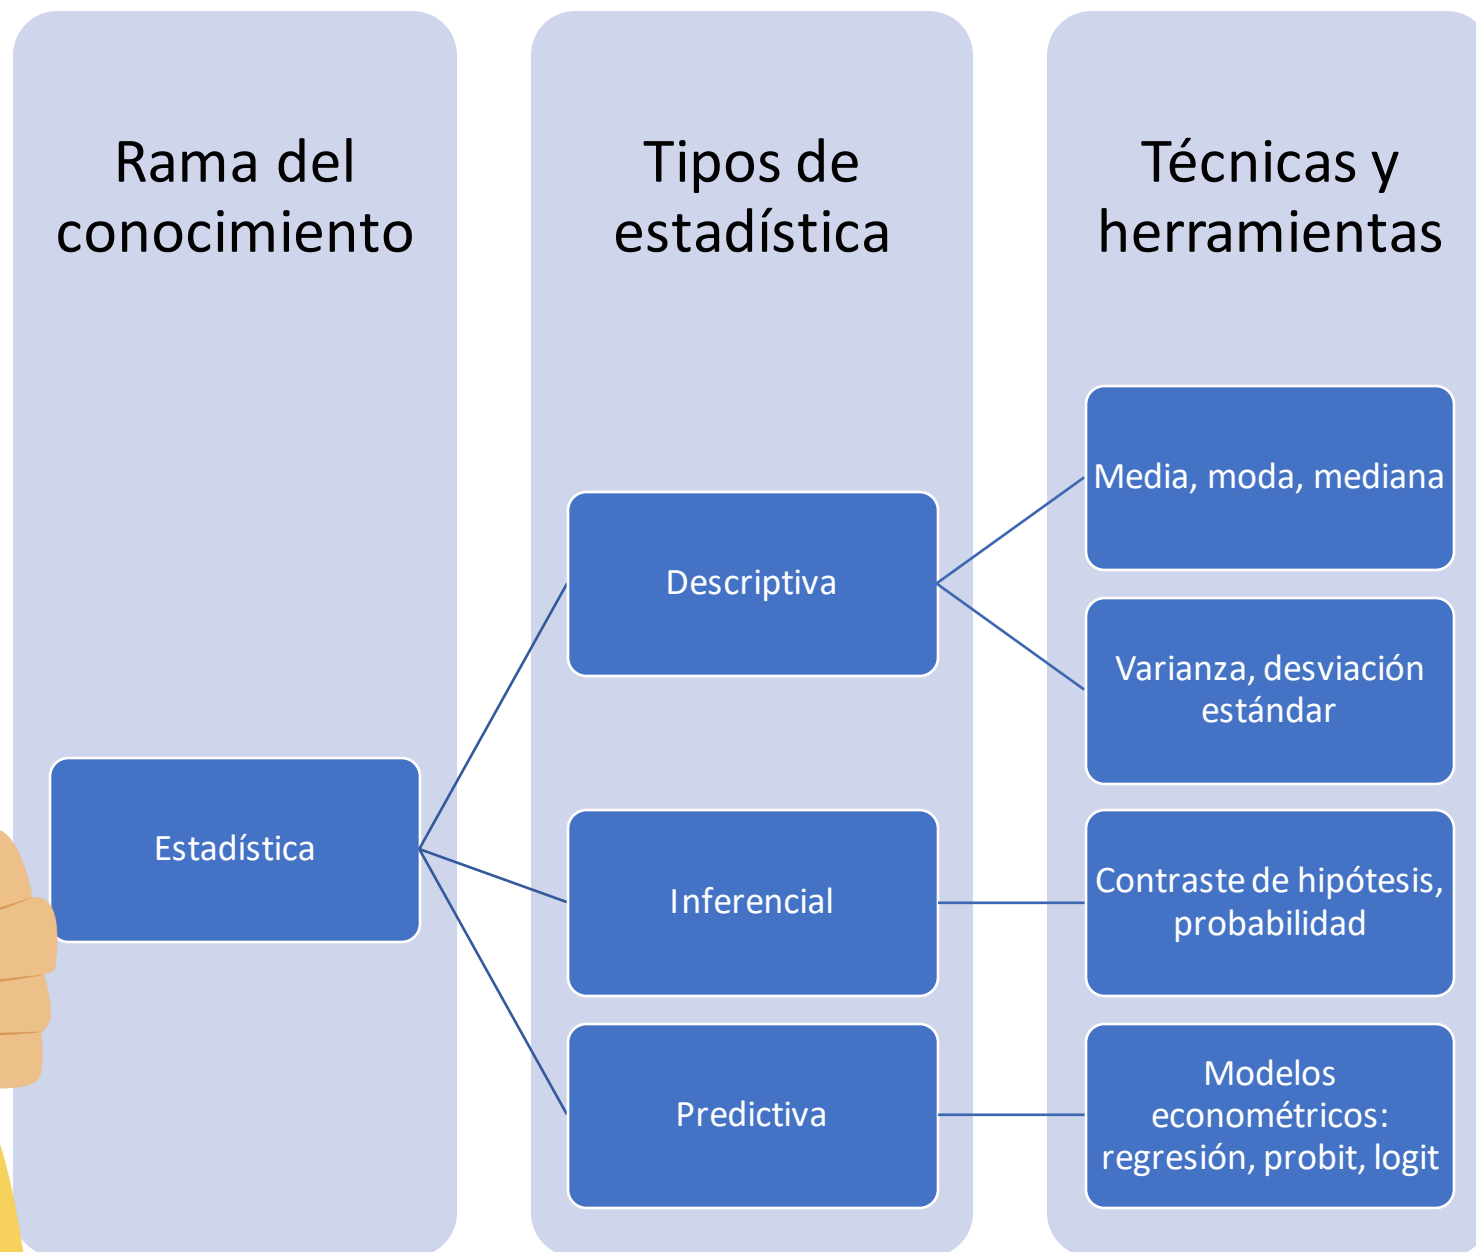 Rama del
conocimiento
Tipos de
estadística
Técnicas y
herramientas
Estadística
Descriptiva
Inferencial
Predictiva
Media, moda, mediana
Varianza, desviación
estándar
Contraste de hipótesis,
probabilidad
Modelos
econométricos:
regresión, probit, logit